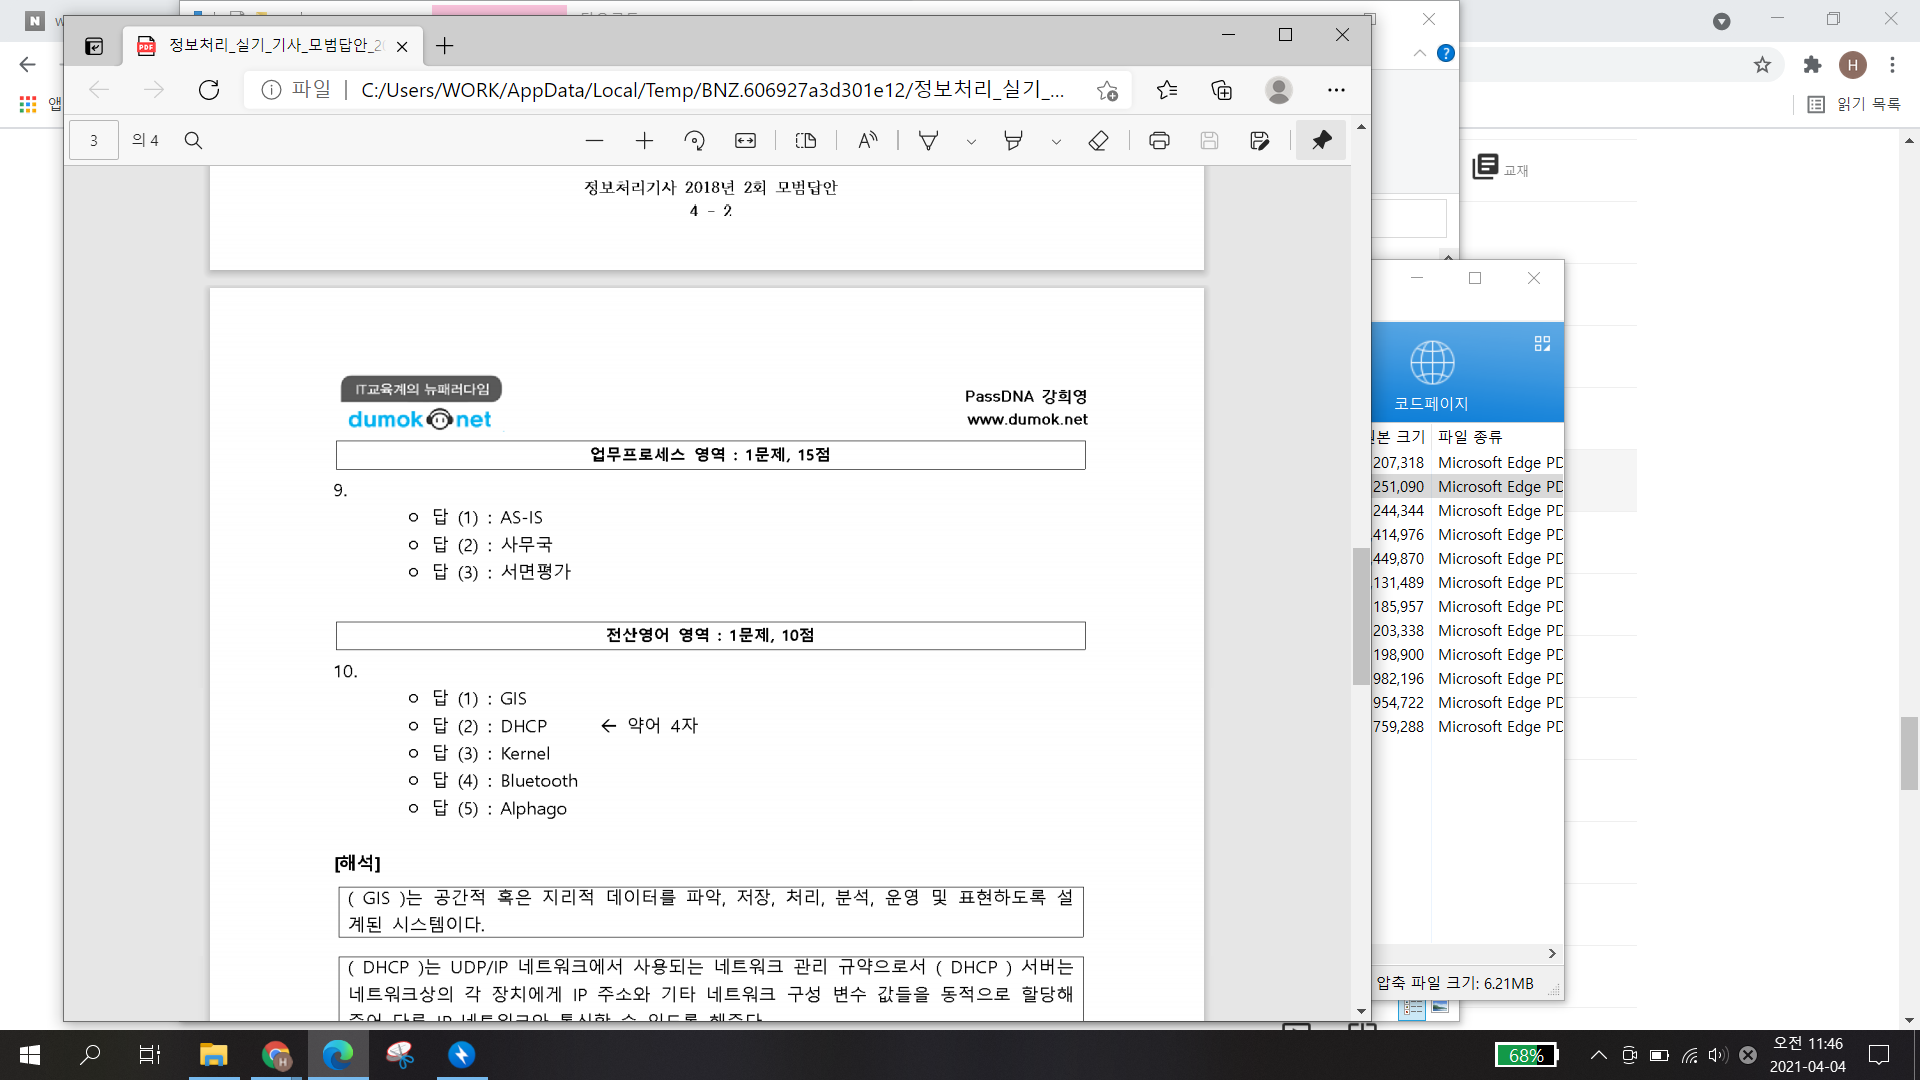 정보처리_실기_기사_모범답안_20
파일
C:/Users/WORK/AppData/Local/Temp/BNZ.606927a3d301e12/정보처리_실기_...
앱
H
읽기 목록
3 의 4
교재
정보처리기사 2018년 2회 모범답안
4 - 2
IT교육계의 뉴패러다임
dumok net
PassDNA 강희영
www.dumok.net
업무프로세스 영역 : 1문제, 15점
9.
답 (1) : AS-IS
답 (2) : 사무국
답 (3) : 서면평가
전산영어 영역 : 1문제, 10점
10.
답 (1) : GIS
답 (2) : DHCP ← 약어 4자
답 (3) : Kernel
답 (4) : Bluetooth
답 (5) : Alphago
[해석]
( GIS )는 공간적 혹은 지리적 데이터를 파악, 저장, 처리, 분석, 운영 및 표현하도록 설
계된 시스템이다.
( DHCP )는 UDP/IP 네트워크에서 사용되는 네트워크 관리 규약으로서 ( DHCP ) 서버는
네트워크상의 각 장치에게 IP 주소와 기타 네트워크 구성 변수 값들을 동적으로 할당해
코드페이지
크기 파일 종류
207,318 Microsoft Edge PD
251,090 Microsoft Edge PD
244,344 Microsoft Edge PD
,414,976 Microsoft Edge PD
,449,870 Microsoft Edge PD
,131,489 Microsoft Edge PD
185,957 Microsoft Edge PD
203,338 Microsoft Edge PD
198,900 Microsoft Edge PD
982,196 Microsoft Edge PD
954,722 Microsoft Edge PD
759,288 Microsoft Edge PD
압축 파일 크기: 6.21MB
68%
오전 11:46
2021-04-04